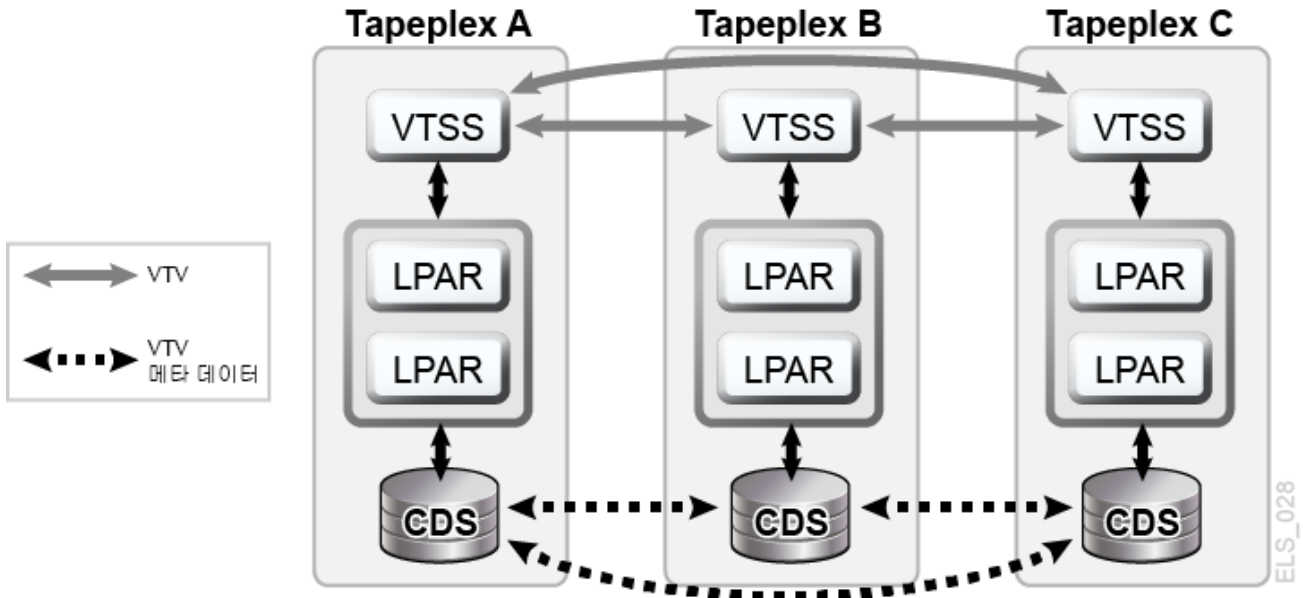 Tapeplex A
Tapeplex B
Tapeplex C
VTSS
VTSS
VTSS
VTV
VTV
메타 데이터
LPAR
LPAR
LPAR
LPAR
LPAR
LPAR
CDS
CDS
CDS
ELS_028